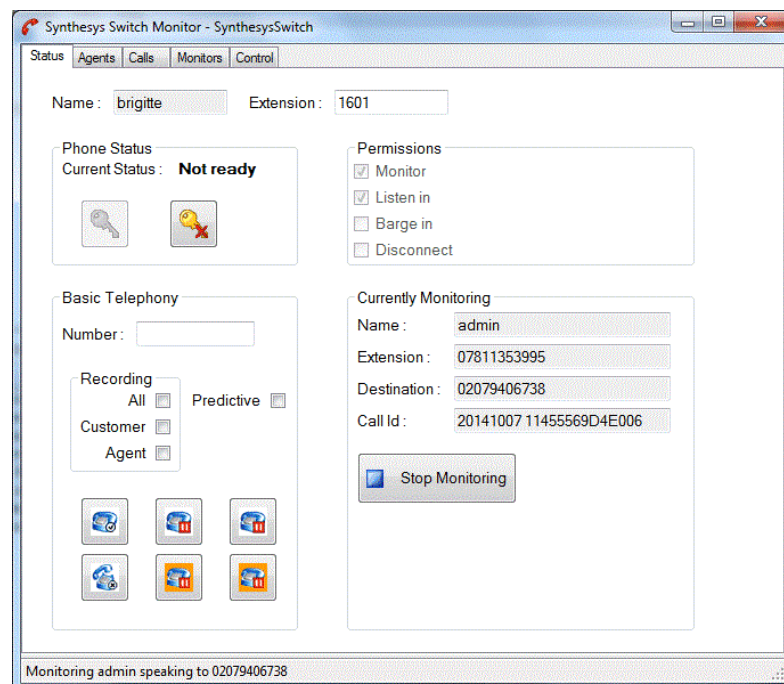 Synthesys Switch Monitor - SynthesysSwitch
Status Agents Calls Monitors Control
Name : brigitte Extension : 1601
Phone Status
Current Status : Not ready
Permissions
Monitor
Listen in
Barge in
Disconnect
Basic Telephony
Number :
Recording
All Predictive
Customer
Agent
Currently Monitoring
Name : admin
Extension : 07811353995
Destination : 02079406738
Call Id : 20141007 11455569D4E006
Stop Monitoring
Monitoring admin speaking to 02079406738